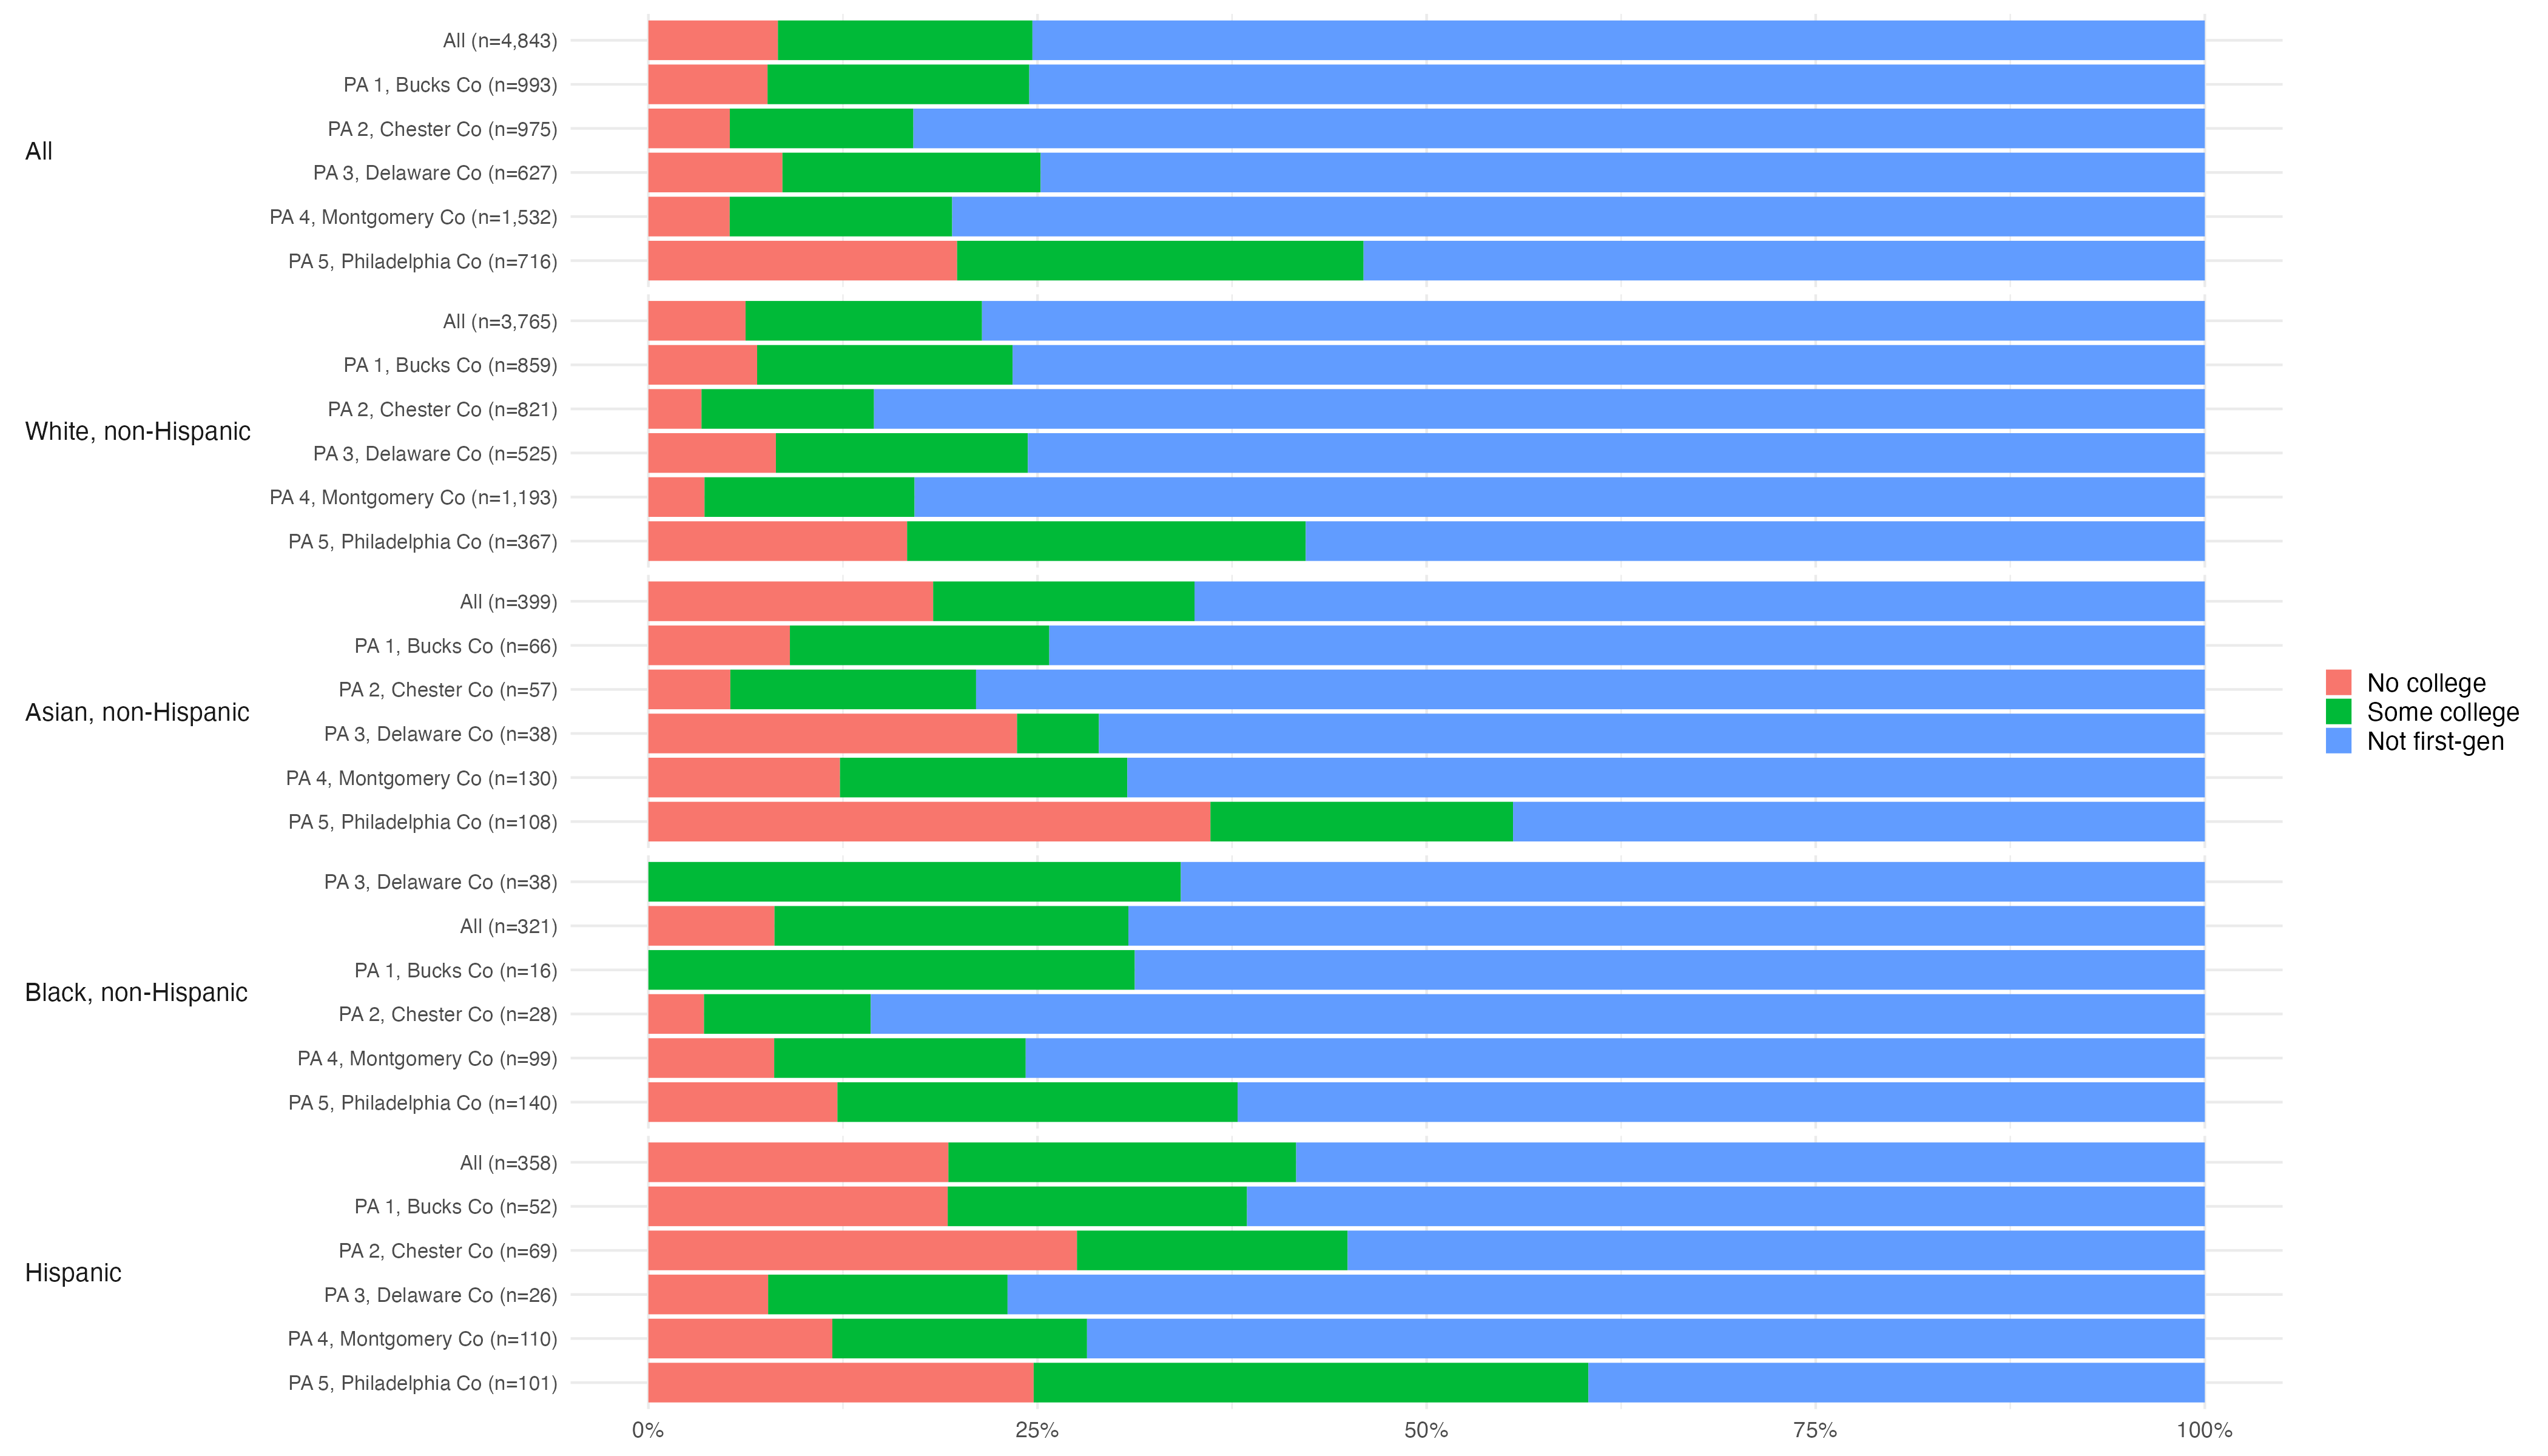 All
All (n=4,843)
PA 1, Bucks Co (n=993)
PA 2, Chester Co (n=975)
PA 3, Delaware Co (n=627)
PA 4, Montgomery Co (n=1,532)
PA 5, Philadelphia Co (n=716)
White, non-Hispanic
All (n=3,765)
PA 1, Bucks Co (n=859)
PA 2, Chester Co (n=821)
PA 3, Delaware Co (n=525)
PA 4, Montgomery Co (n=1,193)
PA 5, Philadelphia Co (n=367)
Asian, non-Hispanic
All (n=399)
PA 1, Bucks Co (n=66)
PA 2, Chester Co (n=57)
PA 3, Delaware Co (n=38)
PA 4, Montgomery Co (n=130)
PA 5, Philadelphia Co (n=108)
Black, non-Hispanic
PA 3, Delaware Co (n=38)
All (n=321)
PA 1, Bucks Co (n=16)
PA 2, Chester Co (n=28)
PA 4, Montgomery Co (n=99)
PA 5, Philadelphia Co (n=140)
Hispanic
All (n=358)
PA 1, Bucks Co (n=52)
PA 2, Chester Co (n=69)
PA 3, Delaware Co (n=26)
PA 4, Montgomery Co (n=110)
PA 5, Philadelphia Co (n=101)
0% 25% 50% 75% 100%
No college
Some college
Not first-gen